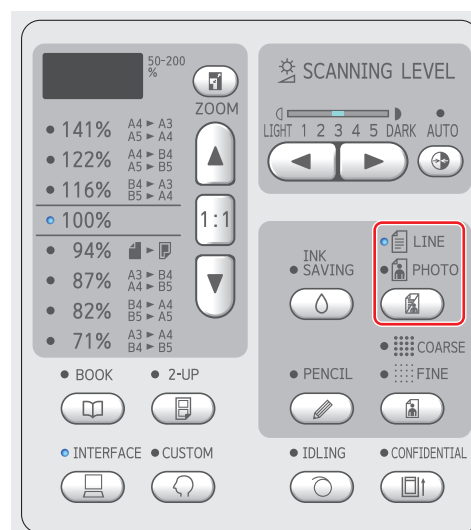 50-200
%
ZOOM
141% A4 ► A3
A5 ► A4
122% A4 ► B4
A5 ► B5
116% B4 ► A3
B5 ► A4
100%
94%
87% A3 ► B4
A4 ► B5
82% B4 ► A4
B5 ► A5
71% A3 ► A4
B4 ► B5
1:1
BOOK
2-UP
INTERFACE
CUSTOM
SCANNING LEVEL
LIGHT 1 2 3 4 5 DARK AUTO
INK
SAVING
LINE
PHOTO
COARSE
PENCIL
FINE
IDLING
CONFIDENTIAL